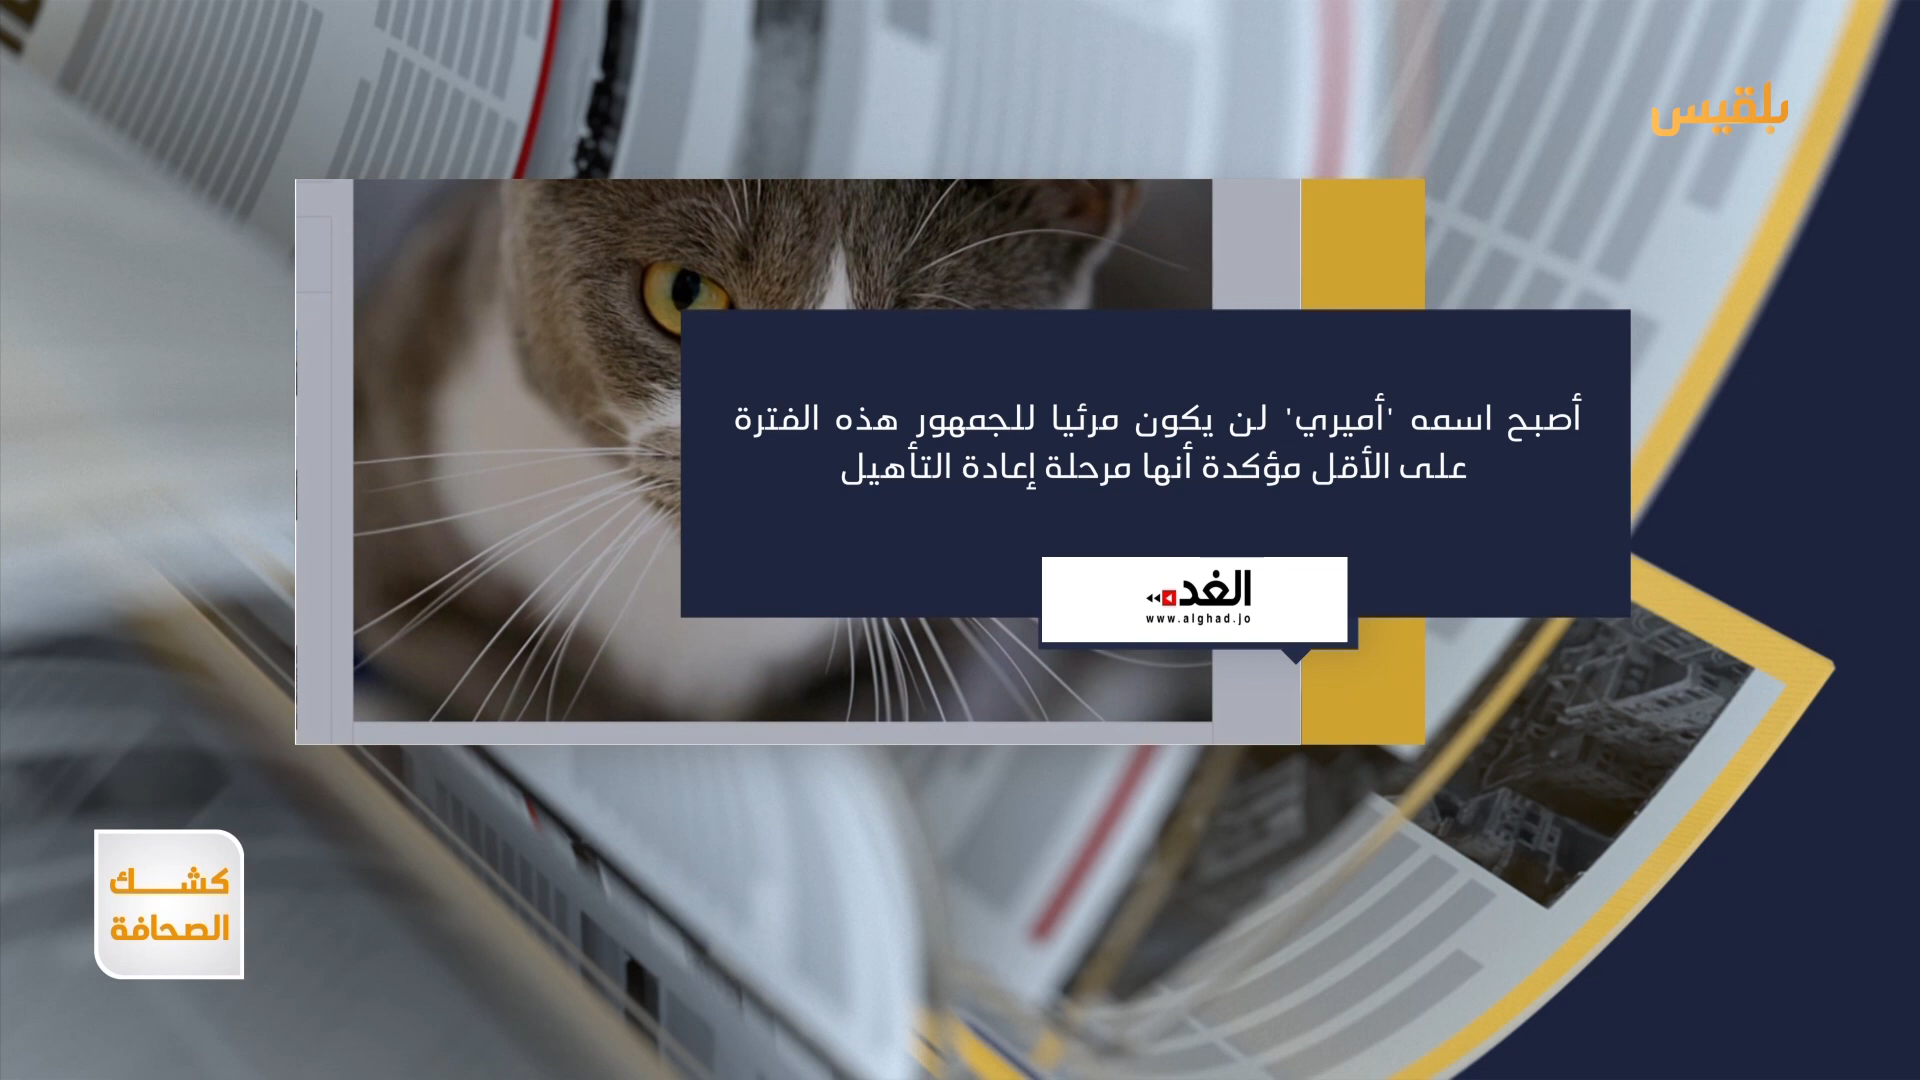 بلقيس
أصبح اسمه 'أميري' لن يكون مرئيا للجمهور هذه الفترة
على الأقل مؤكدة أنها مرحلة إعادة التأهيل
الغد
www.alghad.jo
كشك
الصحافة